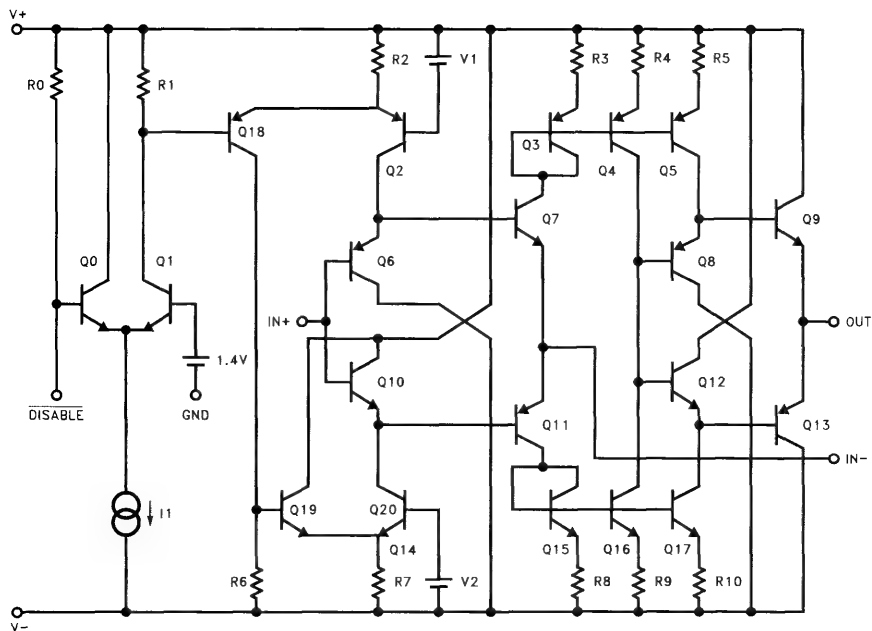 V+
R0
R1
R2
V1
R3
R4
R5
Q18
Q2
Q3
Q4
Q5
Q0
Q1
Q6
Q7
Q8
Q9
IN+
OUT
1.4V
DISABLE
GND
Q10
Q11
Q12
Q13
IN-
I1
Q19
Q20
Q14
Q15
Q16
Q17
R6
R7
V2
R8
R9
R10
V-